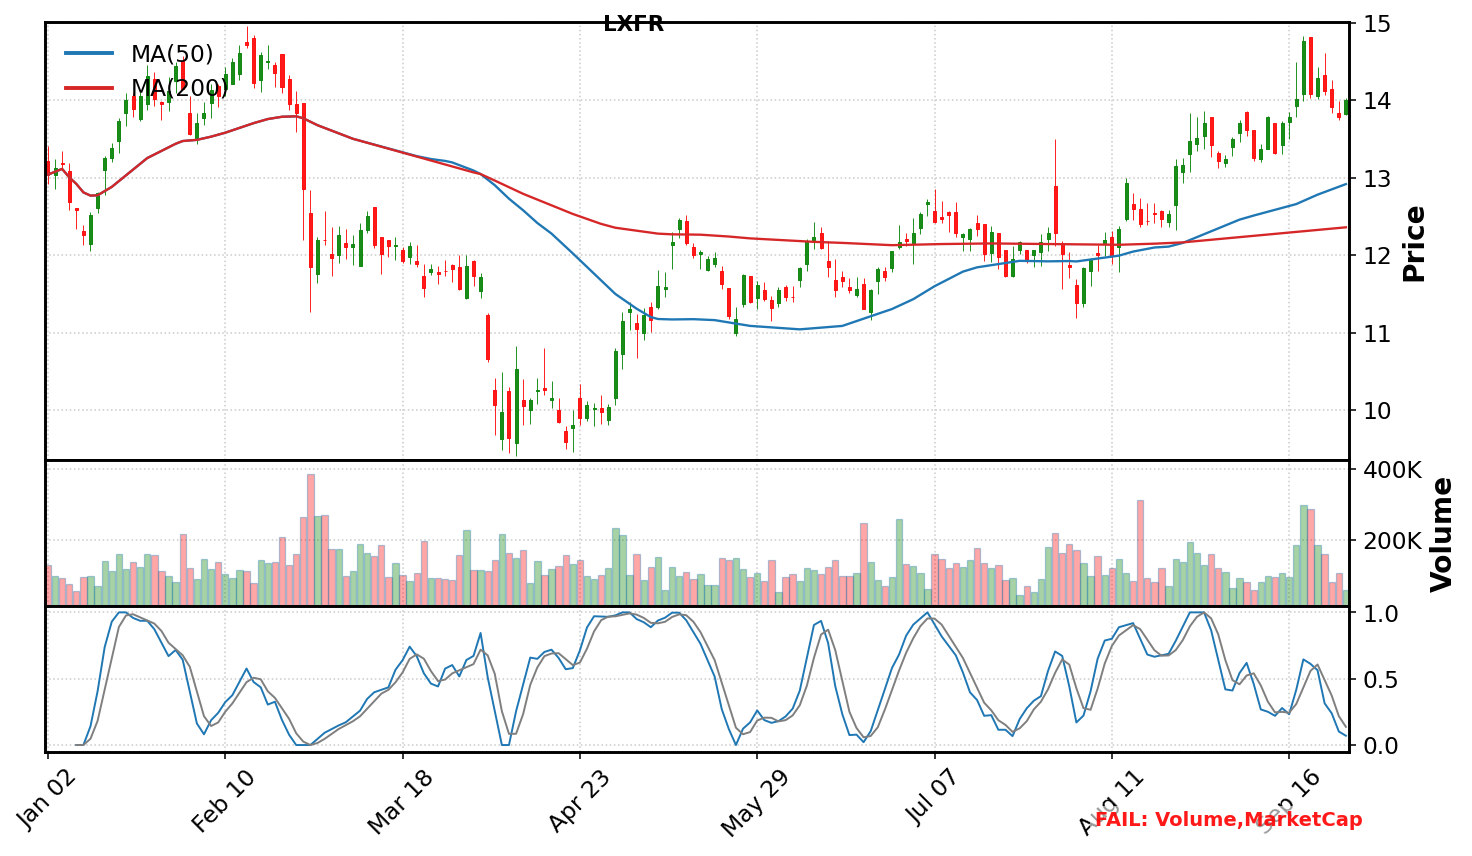 LXFR
MA(50)
MA(200)
15
14
13
12
11
10
Price
400K
200K
Volume
1.0
0.5
0.0
Jan 02
Feb 10
Mar 18
Apr 23
May 29
Jul 07
Aug 11
Sep 16
FAIL: Volume,MarketCap